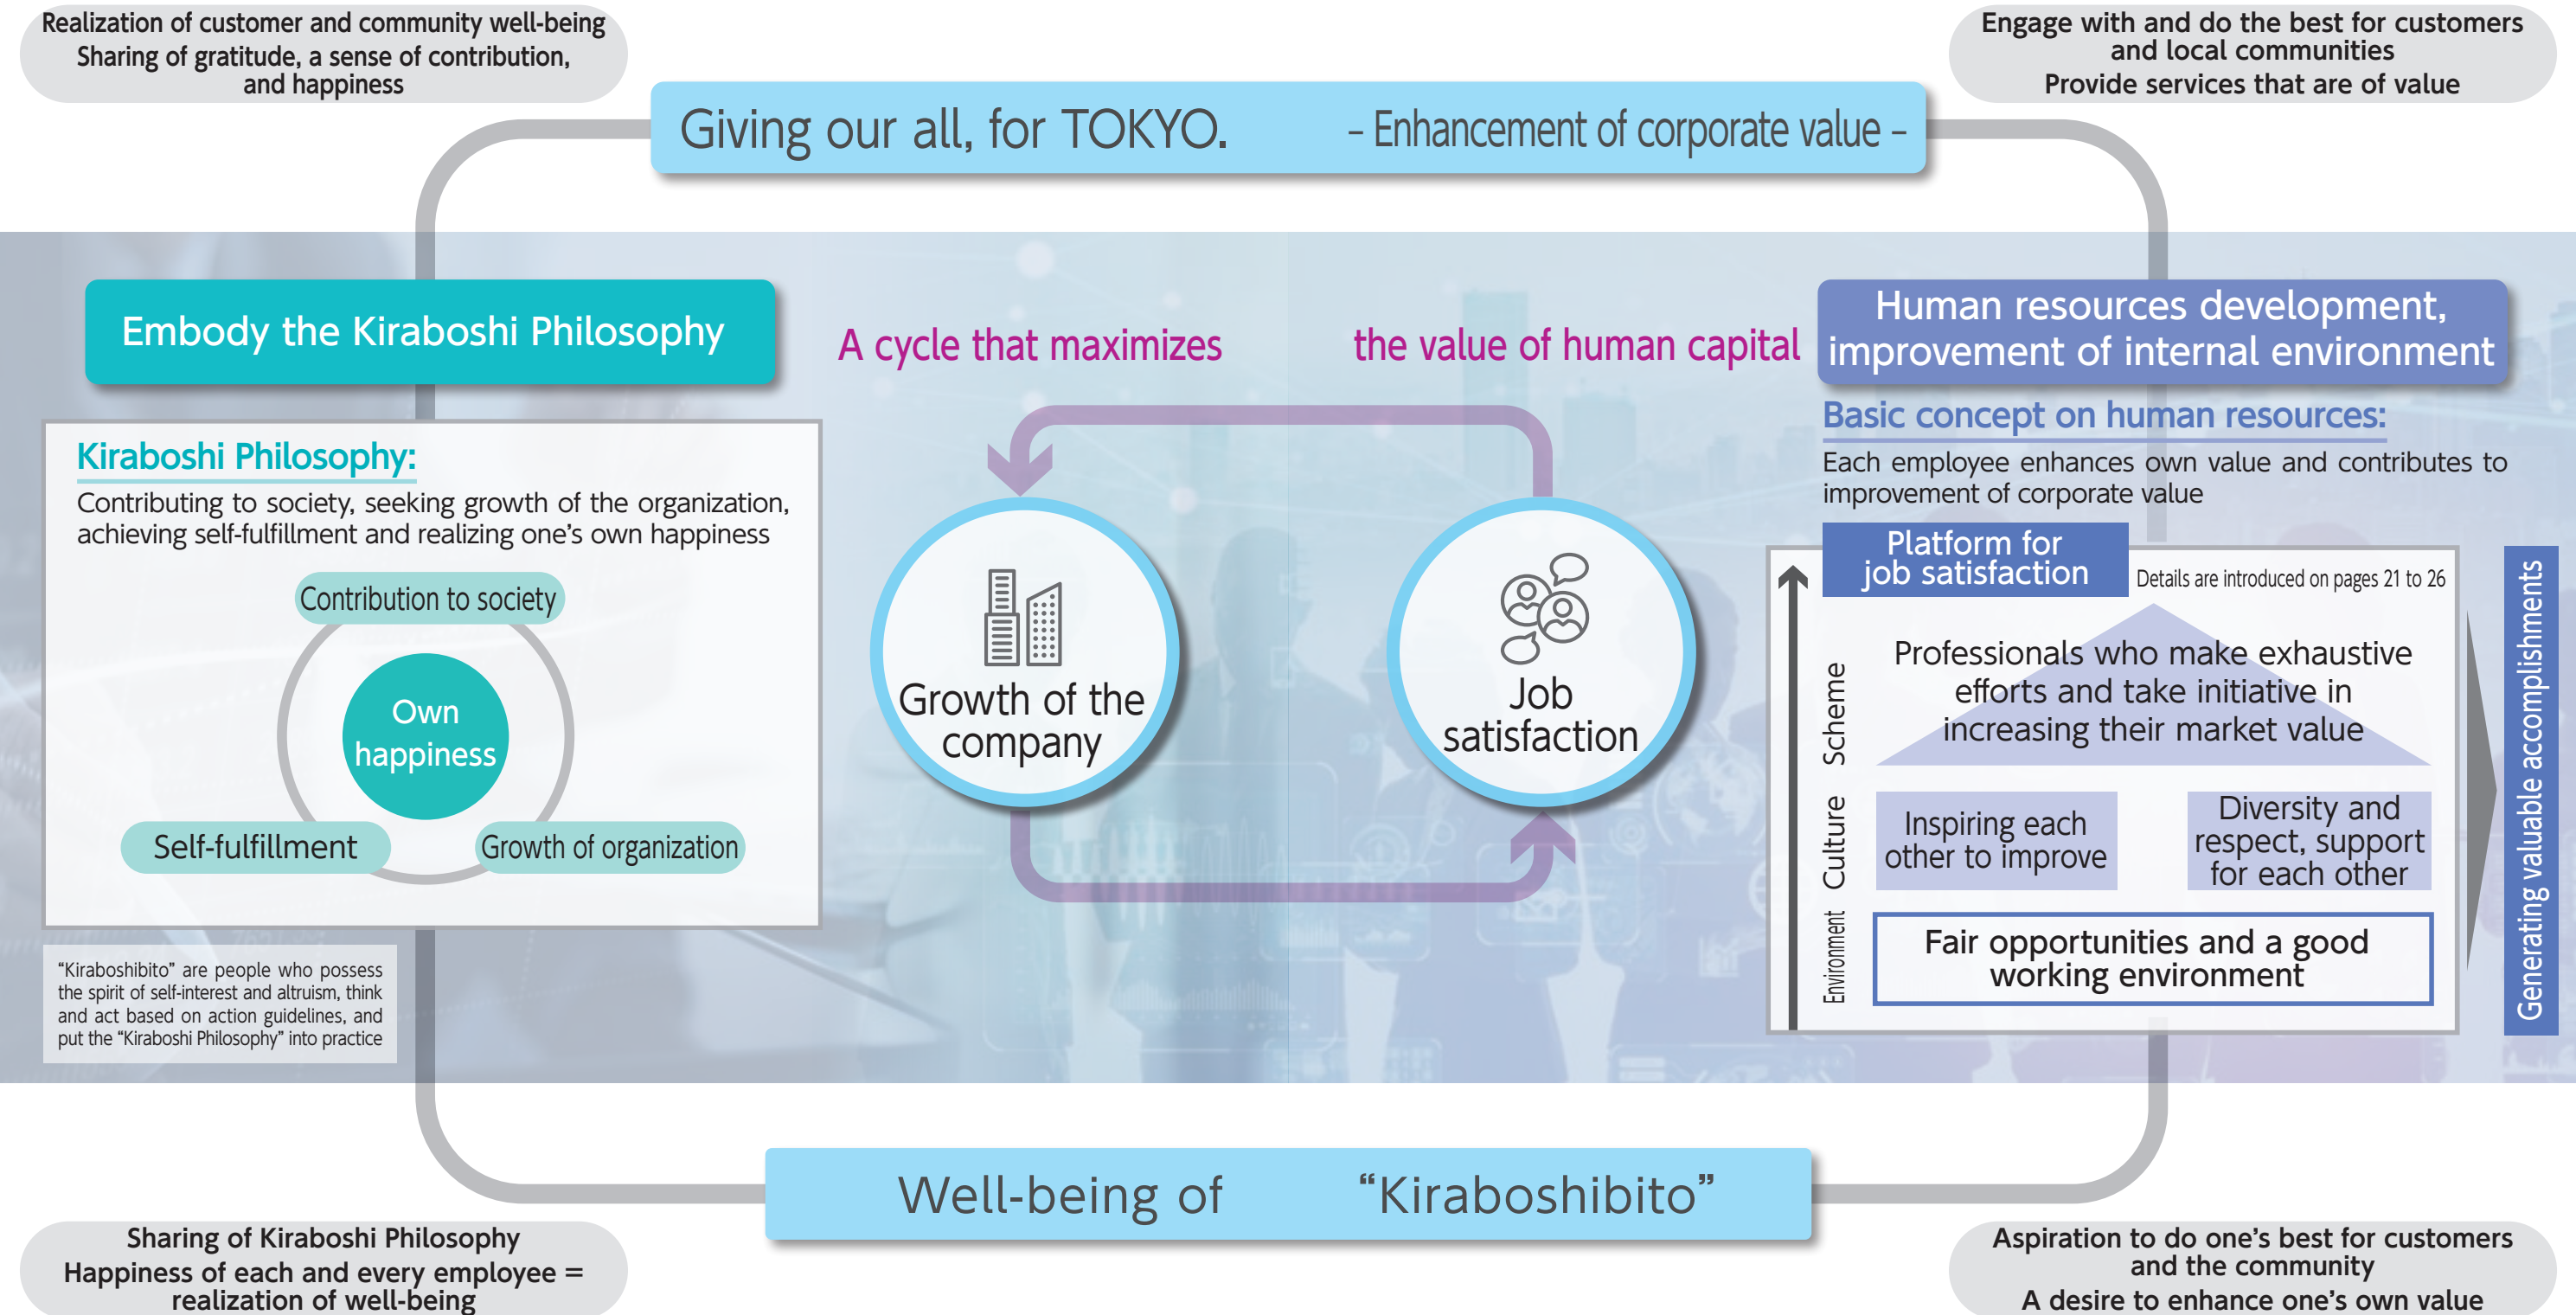 Realization of customer and community well-being
Sharing of gratitude, a sense of contribution,
and happiness
Engage with and do the best for customers
and local communities
Provide services that are of value
Giving our all, for TOKYO. – Enhancement of corporate value –
Embody the Kiraboshi Philosophy
A cycle that maximizes the value of human capital
Human resources development,
improvement of internal environment
Kiraboshi Philosophy:
Contributing to society, seeking growth of the organization,
achieving self-fulfillment and realizing one's own happiness
Contribution to society
Own
happiness
Self-fulfillment
Growth of organization
“Kiraboshibito” are people who possess
the spirit of self-interest and altruism, think
and act based on action guidelines, and
put the “Kiraboshi Philosophy” into practice
Growth of the
company
Job
satisfaction
Basic concept on human resources:
Each employee enhances own value and contributes to
improvement of corporate value
Platform for
job satisfaction
Details are introduced on pages 21 to 26
Scheme
Professionals who make exhaustive
efforts and take initiative in
increasing their market value
Culture
Inspiring each
other to improve
Diversity and
respect, support
for each other
Environment
Fair opportunities and a good
working environment
Generating valuable accomplishments
Well-being of “Kiraboshibito”
Sharing of Kiraboshi Philosophy
Happiness of each and every employee =
realization of well-being
Aspiration to do one's best for customers
and the community
A desire to enhance one's own value